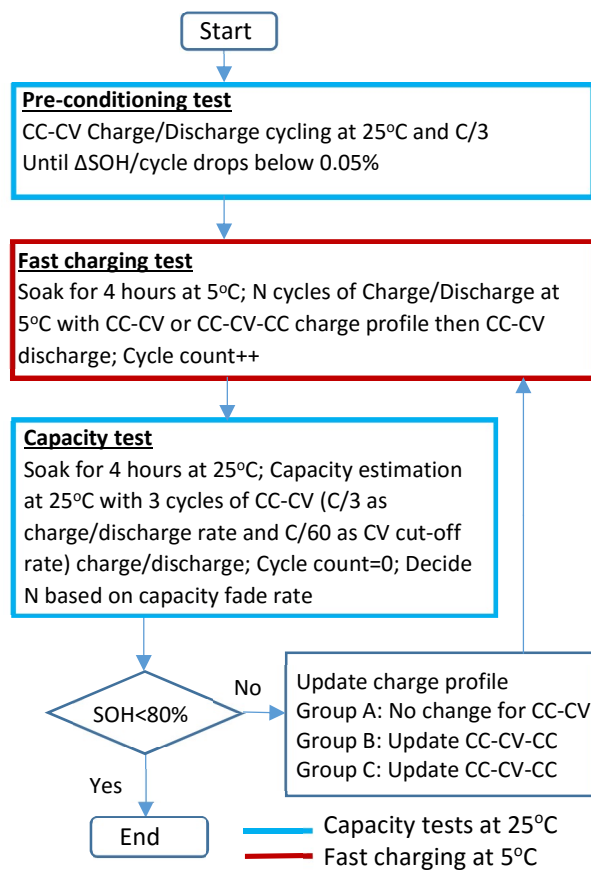 Start
Pre-conditioning test
CC-CV Charge/Discharge cycling at 25°C and C/3
Until ΔSOH/cycle drops below 0.05%
Fast charging test
Soak for 4 hours at 5°C; N cycles of Charge/Discharge at
5°C with CC-CV or CC-CV-CC charge profile then CC-CV
discharge; Cycle count++
Capacity test
Soak for 4 hours at 25°C; Capacity estimation
at 25°C with 3 cycles of CC-CV (C/3 as
charge/discharge rate and C/60 as CV cut-off
rate) charge/discharge; Cycle count=0; Decide
N based on capacity fade rate
SOH<80%
No
Update charge profile
Group A: No change for CC-CV
Group B: Update CC-CV-CC
Group C: Update CC-CV-CC
Yes
End
Capacity tests at 25°C
Fast charging at 5°C